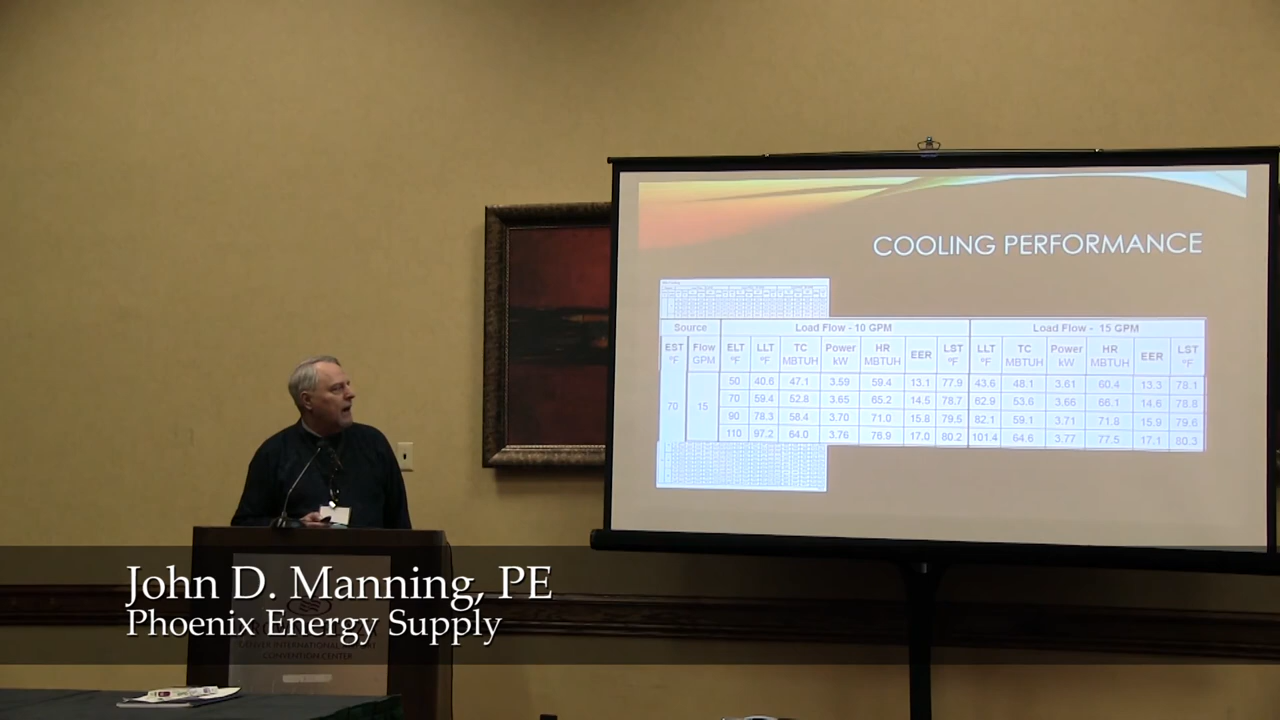 COOLING PERFORMANCE
Source Load Flow - 10 GPM Load Flow - 15 GPM
EST °F Flow GPM ELT °F LLT °F TC MBTUH Power kW HR MBTUH EER LST °F LLT °F TC MBTUH Power kW HR MBTUH EER LST °F
70 15
50 40.6 47.1 3.59 59.4 13.1 77.9 43.6 48.1 3.61 60.4 13.3 78.1
70 59.4 52.8 3.65 65.2 14.5 78.7 62.9 53.6 3.66 66.1 14.6 78.8
90 78.3 58.4 3.70 71.0 15.8 79.5 82.1 59.1 3.71 71.8 15.9 79.6
110 97.2 64.0 3.76 76.9 17.0 80.2 101.4 64.6 3.77 77.5 17.1 80.3
John D. Manning, PE
Phoenix Energy Supply
CONVENTION CENTER